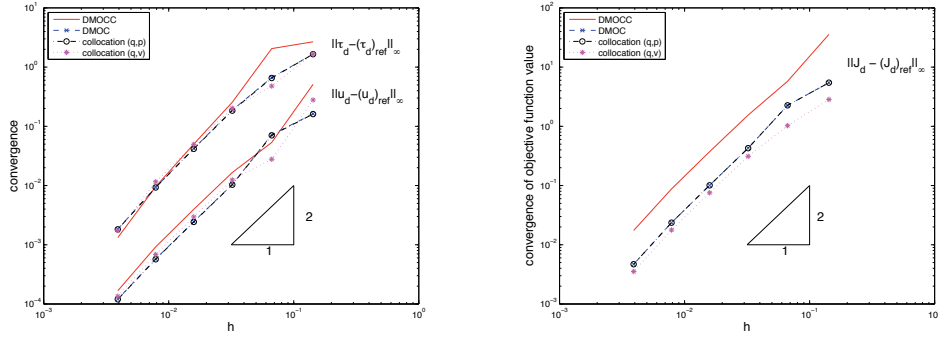 DMOCC
DMOC
collocation (q,p)
collocation (q,v)
||τ_d−(τ_d)_ref||_∞
||u_d−(u_d)_ref||_∞
convergence
10^2
10^1
10^0
10^−1
10^−2
10^−3
10^−4
2
1
10^−3
10^−2
10^−1
10^0
h
DMOCC
DMOC
collocation (q,p)
collocation (q,v)
||J_d − (J_d)_ref||_∞
convergence of objective function value
10^2
10^1
10^0
10^−1
10^−2
10^−3
2
1
10^−3
10^−2
10^−1
10
h